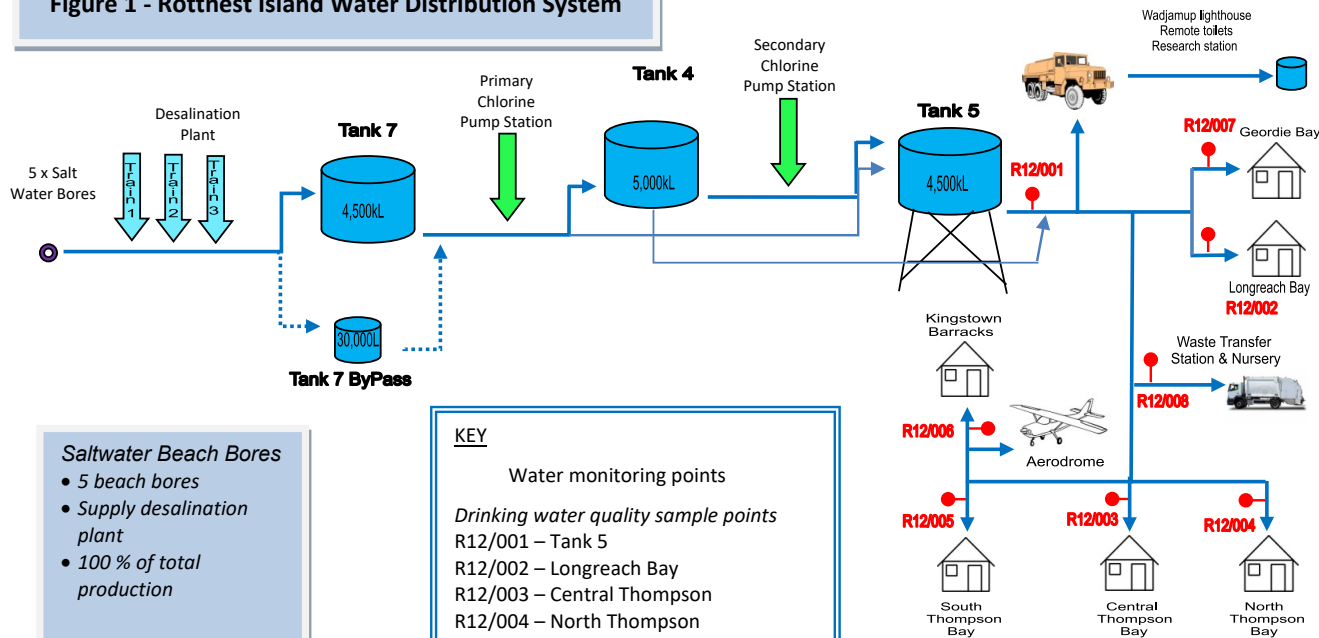 Figure 1 - Rottnest Island Water Distribution System
Wadjamup lighthouse
Remote toilets
Research station
Secondary
Chlorine
Pump Station
Tank 4
Primary
Chlorine
Pump Station
Desalination
Plant
Tank 7
Tank 5
R12/007
Geordie Bay
5 x Salt
Water Bores
Train 1
Train 2
Train 3
4,500kL
5,000kL
4,500kL
R12/001
Longreach Bay
R12/002
30,000L
Tank 7 ByPass
Kingstown
Barracks
Waste Transfer
Station & Nursery
R12/008
R12/006
Aerodrome
R12/005
R12/003
R12/004
South
Thompson
Bay
Central
Thompson
Bay
North
Thompson
Bay
Saltwater Beach Bores
• 5 beach bores
• Supply desalination
plant
• 100 % of total
production
KEY
Water monitoring points
Drinking water quality sample points
R12/001 – Tank 5
R12/002 – Longreach Bay
R12/003 – Central Thompson
R12/004 – North Thompson